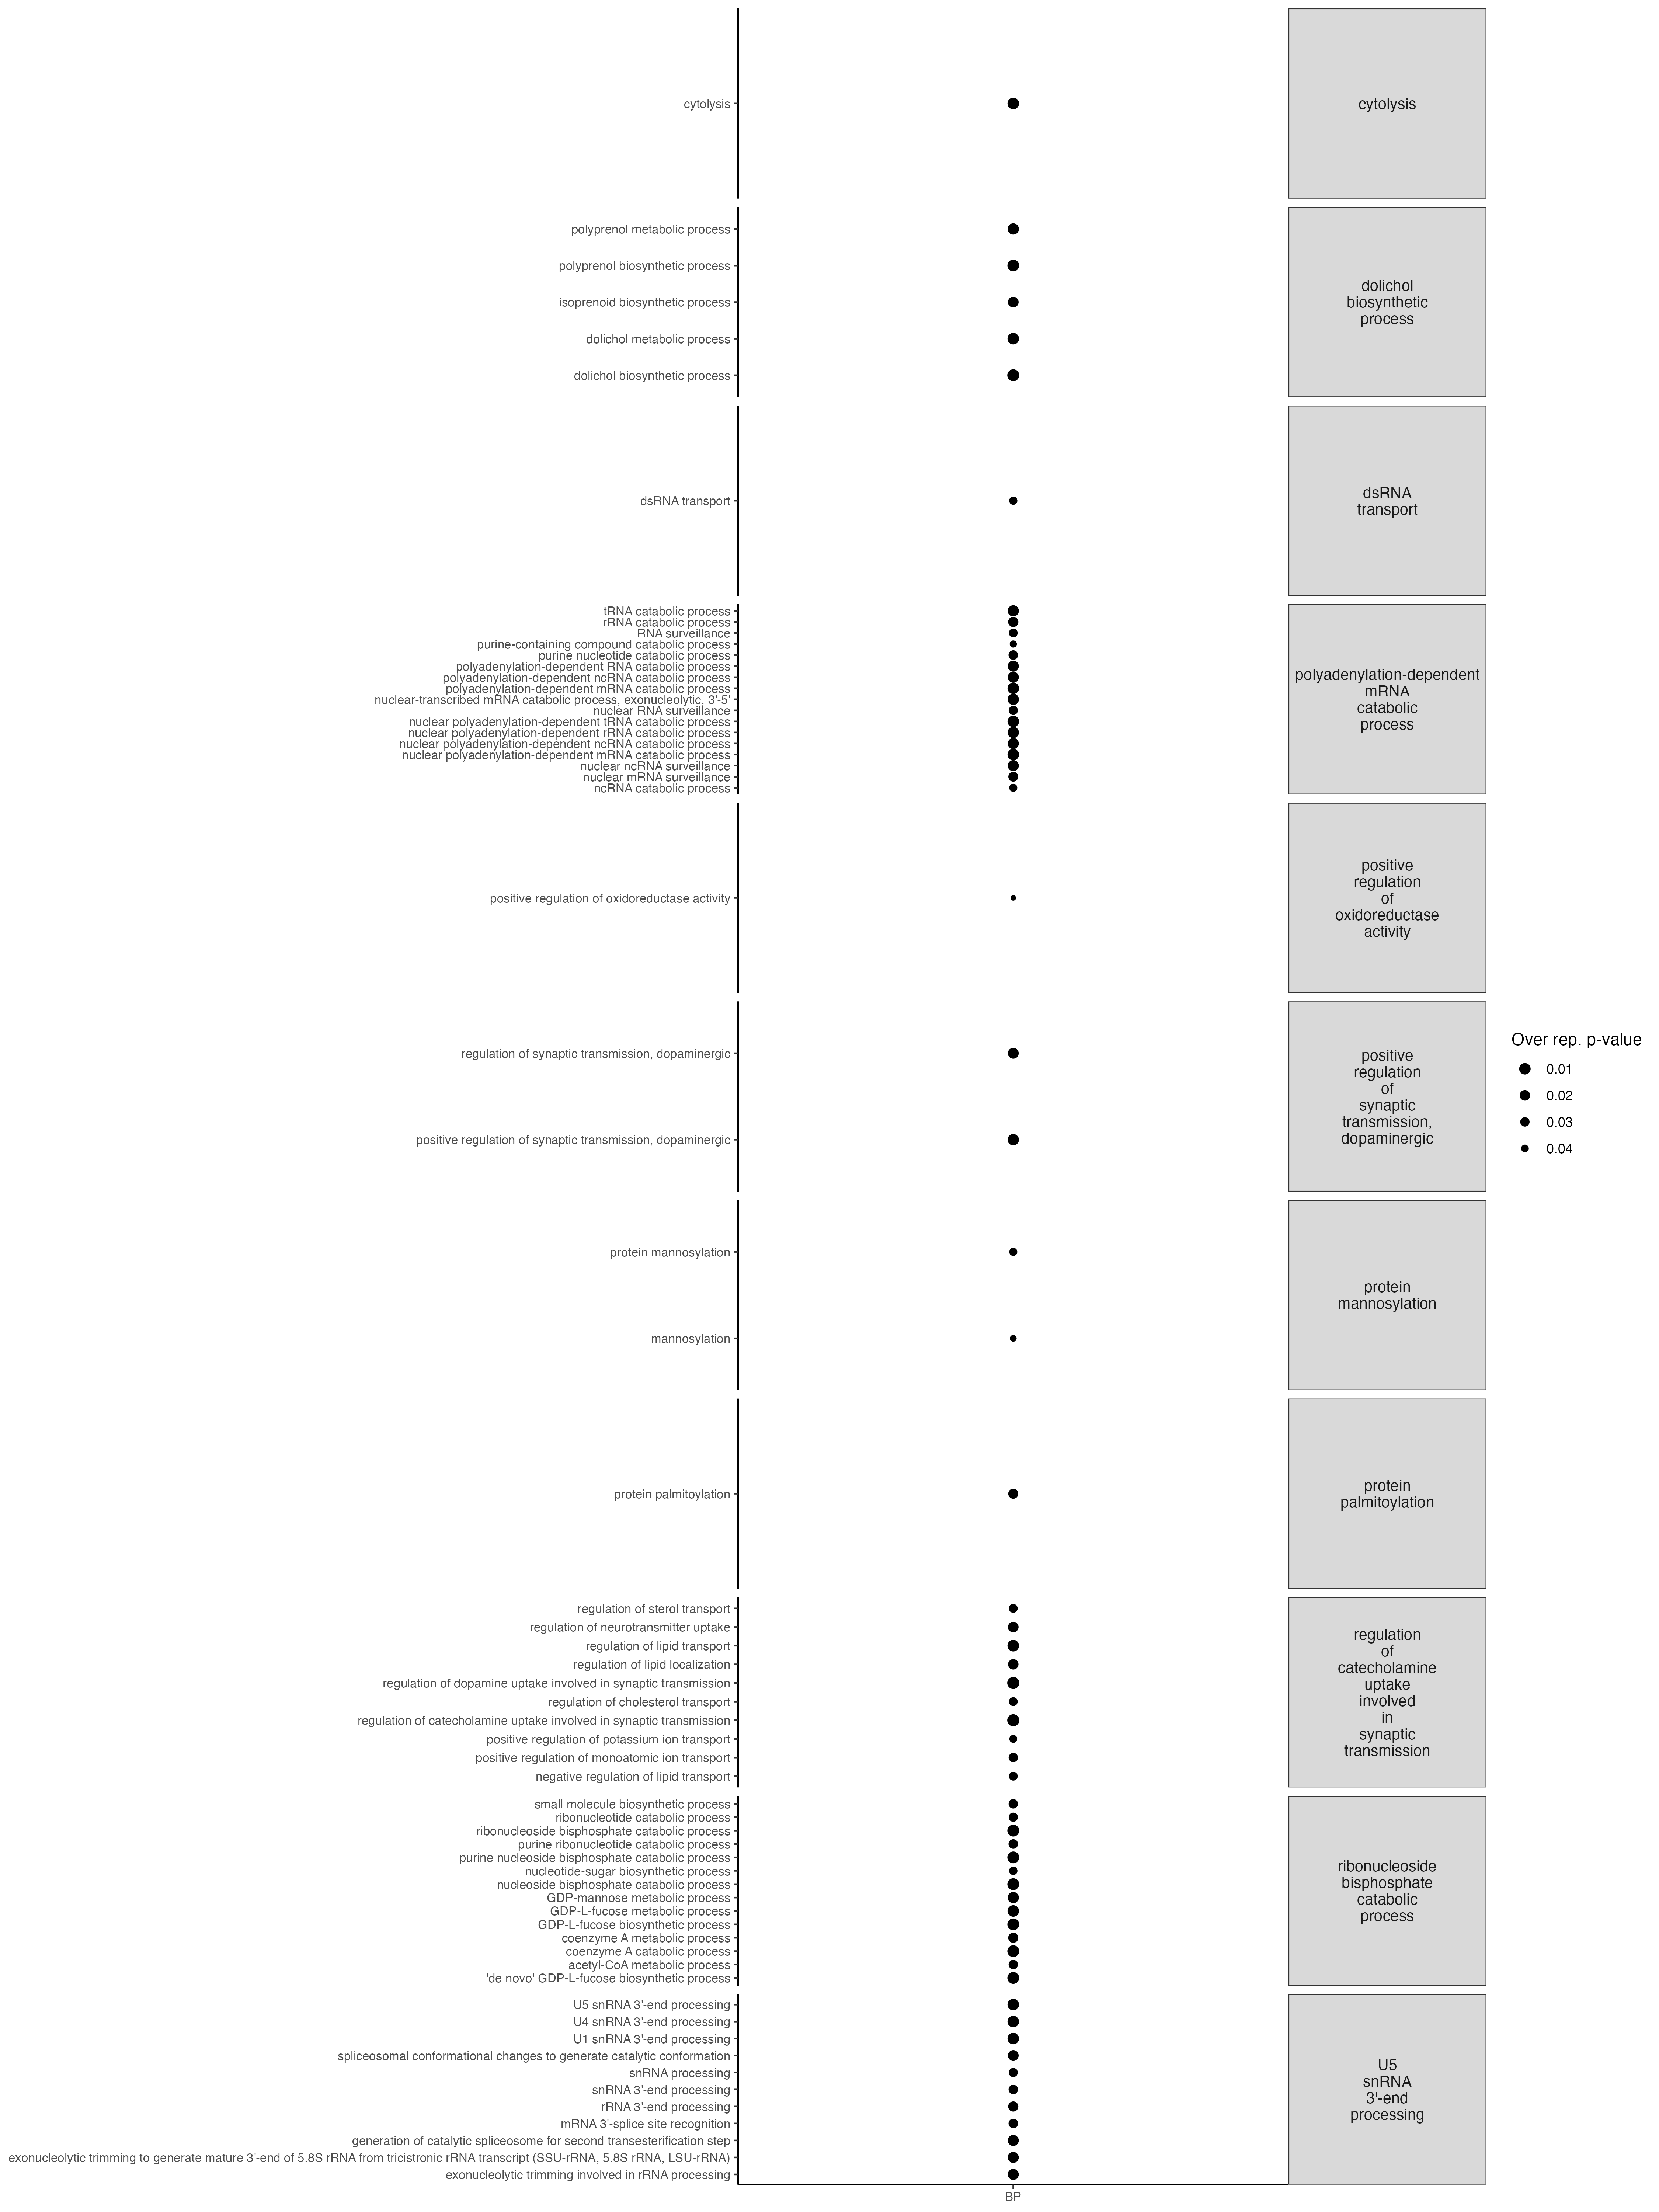 cytolysis
cytolysis
polyprenol metabolic process
polyprenol biosynthetic process
isoprenoid biosynthetic process
dolichol metabolic process
dolichol biosynthetic process
dolichol
biosynthetic
process
dsRNA transport
dsRNA
transport
tRNA catabolic process
rRNA catabolic process
RNA surveillance
purine-containing compound catabolic process
purine nucleotide catabolic process
polyadenylation-dependent RNA catabolic process
polyadenylation-dependent ncRNA catabolic process
polyadenylation-dependent mRNA catabolic process
nuclear-transcribed mRNA catabolic process, exonucleolytic, 3'-5'
nuclear RNA surveillance
nuclear polyadenylation-dependent tRNA catabolic process
nuclear polyadenylation-dependent rRNA catabolic process
nuclear polyadenylation-dependent ncRNA catabolic process
nuclear polyadenylation-dependent mRNA catabolic process
nuclear ncRNA surveillance
nuclear mRNA surveillance
ncRNA catabolic process
polyadenylation-dependent
mRNA
catabolic
process
positive regulation of oxidoreductase activity
positive
regulation
of
oxidoreductase
activity
regulation of synaptic transmission, dopaminergic
positive regulation of synaptic transmission, dopaminergic
positive
regulation
of
synaptic
transmission,
dopaminergic
Over rep. p-value
0.01
0.02
0.03
0.04
protein mannosylation
mannosylation
protein
mannosylation
protein palmitoylation
protein
palmitoylation
regulation of sterol transport
regulation of neurotransmitter uptake
regulation of lipid transport
regulation of lipid localization
regulation of dopamine uptake involved in synaptic transmission
regulation of cholesterol transport
regulation of catecholamine uptake involved in synaptic transmission
positive regulation of potassium ion transport
positive regulation of monoatomic ion transport
negative regulation of lipid transport
regulation
of
catecholamine
uptake
involved
in
synaptic
transmission
small molecule biosynthetic process
ribonucleotide catabolic process
ribonucleoside bisphosphate catabolic process
purine ribonucleotide catabolic process
purine nucleoside bisphosphate catabolic process
nucleotide-sugar biosynthetic process
nucleoside bisphosphate catabolic process
GDP-mannose metabolic process
GDP-L-fucose metabolic process
GDP-L-fucose biosynthetic process
coenzyme A metabolic process
coenzyme A catabolic process
acetyl-CoA metabolic process
'de novo' GDP-L-fucose biosynthetic process
ribonucleoside
bisphosphate
catabolic
process
U5 snRNA 3'-end processing
U4 snRNA 3'-end processing
U1 snRNA 3'-end processing
spliceosomal conformational changes to generate catalytic conformation
snRNA processing
snRNA 3'-end processing
rRNA 3'-end processing
mRNA 3'-splice site recognition
generation of catalytic spliceosome for second transesterification step
exonucleolytic trimming to generate mature 3'-end of 5.8S rRNA from tricistronic rRNA transcript (SSU-rRNA, 5.8S rRNA, LSU-rRNA)
exonucleolytic trimming involved in rRNA processing
U5
snRNA
3'-end
processing
BP